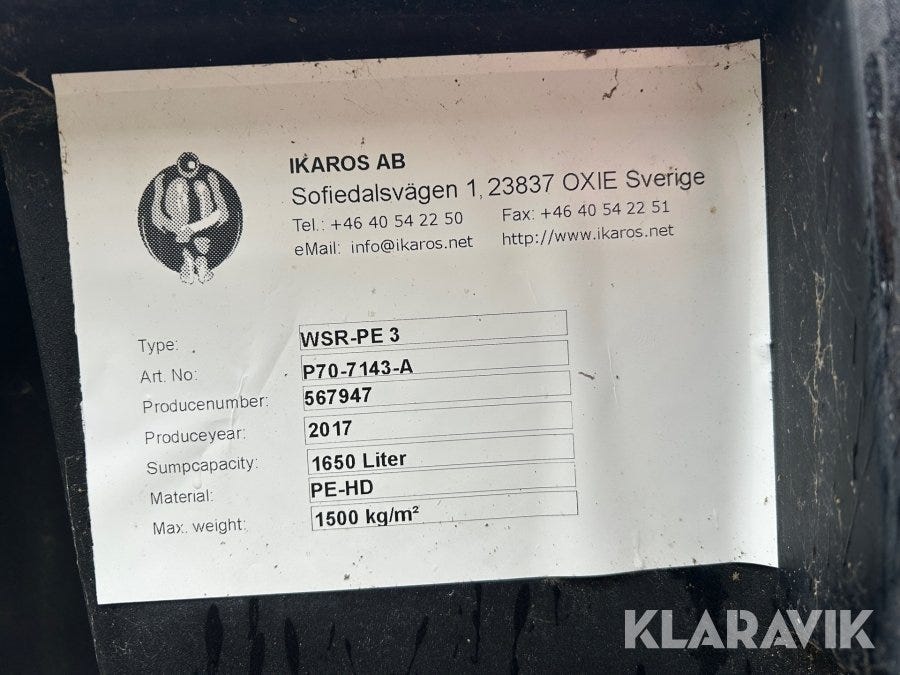 IKAROS AB
Sofiedalsvägen 1, 23837 OXIE Sverige
Tel.: +46 40 54 22 50 Fax: +46 40 54 22 51
eMail: info@ikaros.net http://www.ikaros.net
Type: WSR-PE 3
Art. No: P70-7143-A
Producenumber: 567947
Produceyear: 2017
Sumpcapacity: 1650 Liter
Material: PE-HD
Max. weight: 1500 kg/m²
KLARAVIK